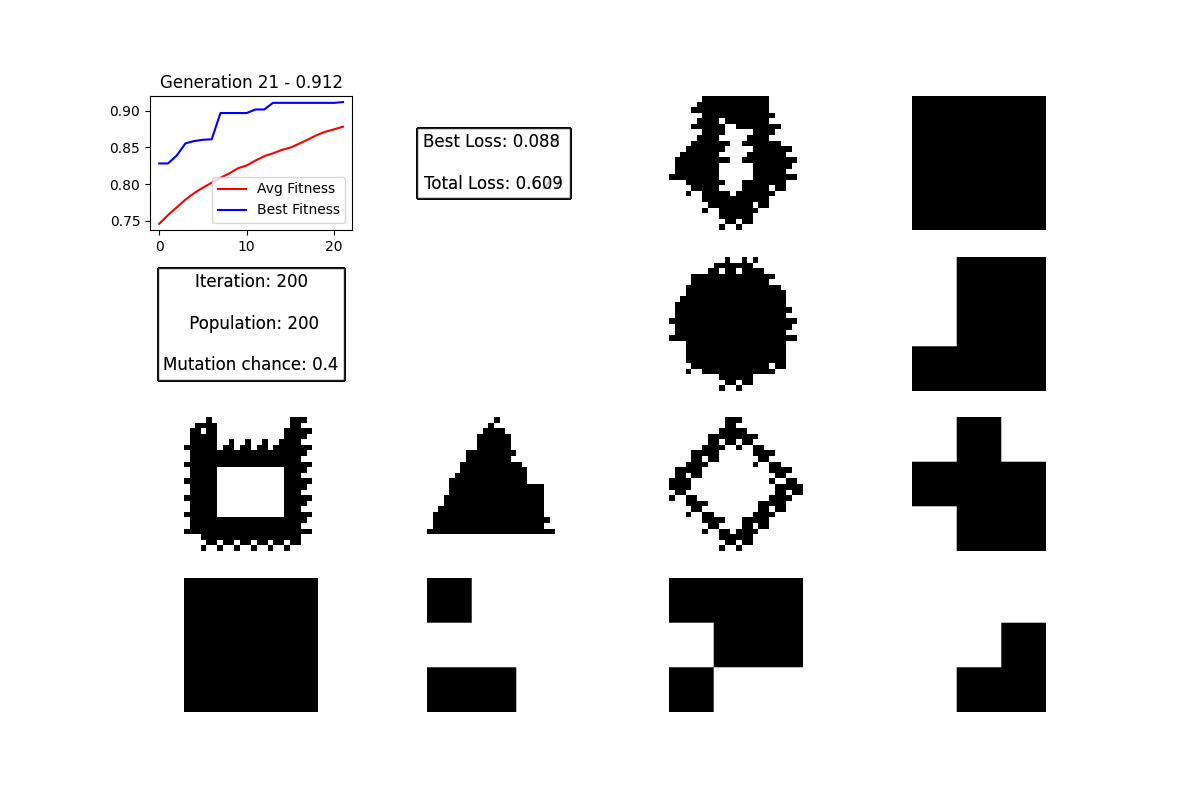 Generation 21 - 0.912
0.90
0.85
0.80
0.75
0 10 20
Avg Fitness
Best Fitness
Best Loss: 0.088
Total Loss: 0.609
Iteration: 200
Population: 200
Mutation chance: 0.4